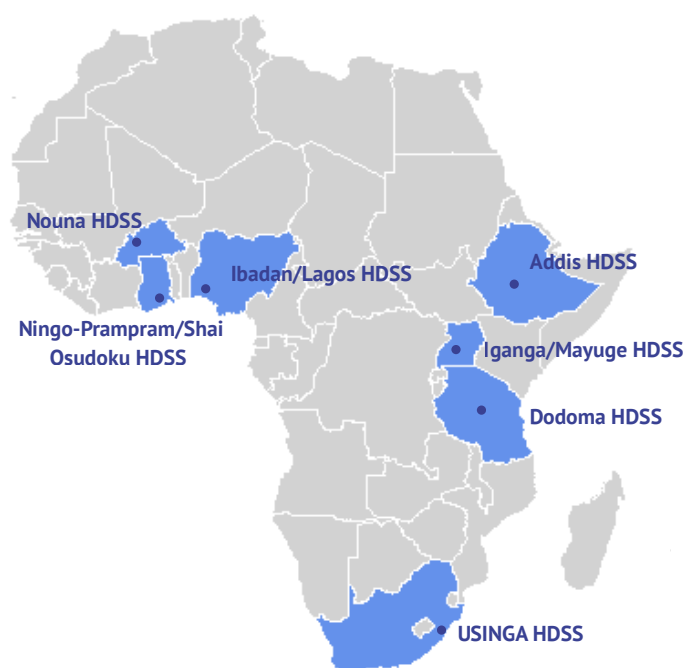 Nouna HDSS
Ibadan/Lagos HDSS
Addis HDSS
Ningo-Prampram/Shai
Osudoku HDSS
Iganga/Mayuge HDSS
Dodoma HDSS
USINGA HDSS